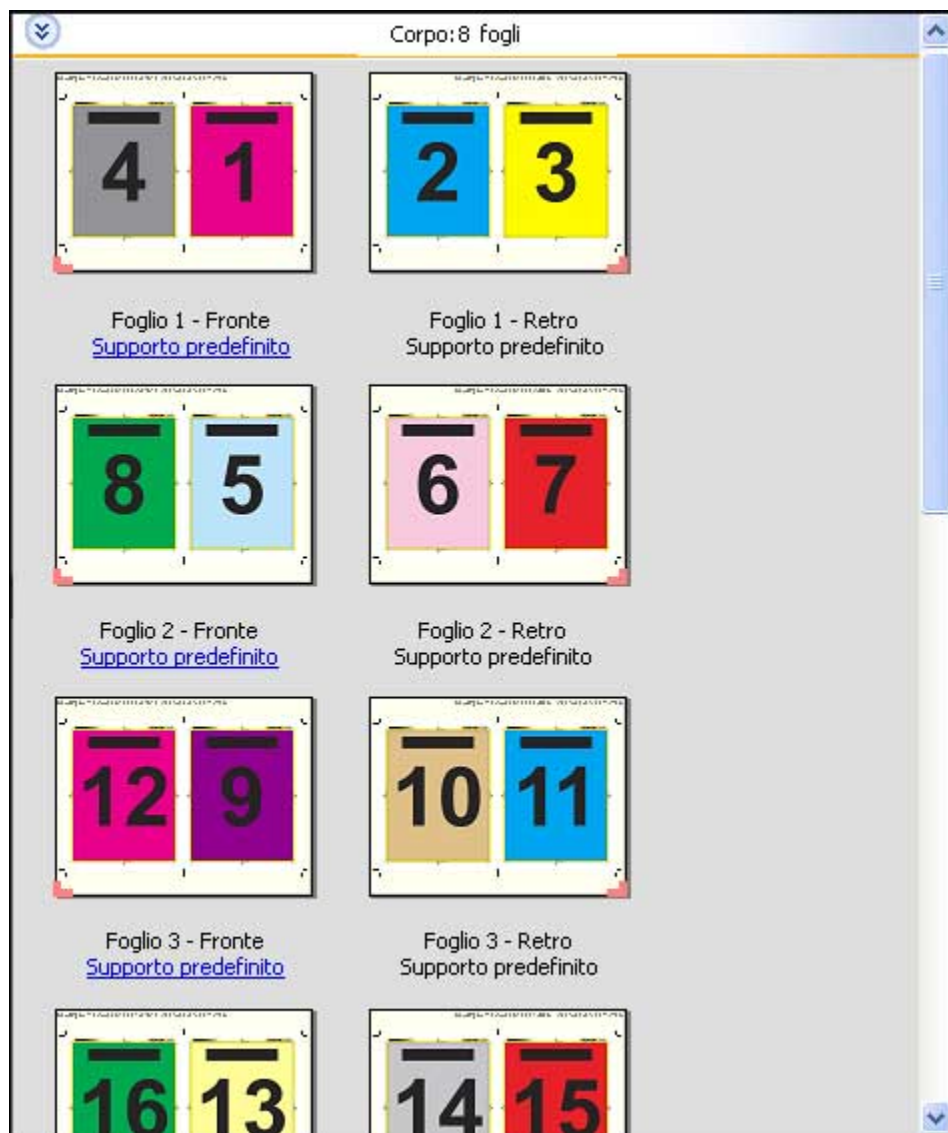 Corpo:8 fogli
4 1 2 3
Foglio 1 - Fronte Foglio 1 - Retro
Supporto predefinito Supporto predefinito
8 5 6 7
Foglio 2 - Fronte Foglio 2 - Retro
Supporto predefinito Supporto predefinito
12 9 10 11
Foglio 3 - Fronte Foglio 3 - Retro
Supporto predefinito Supporto predefinito
16 13 14 15